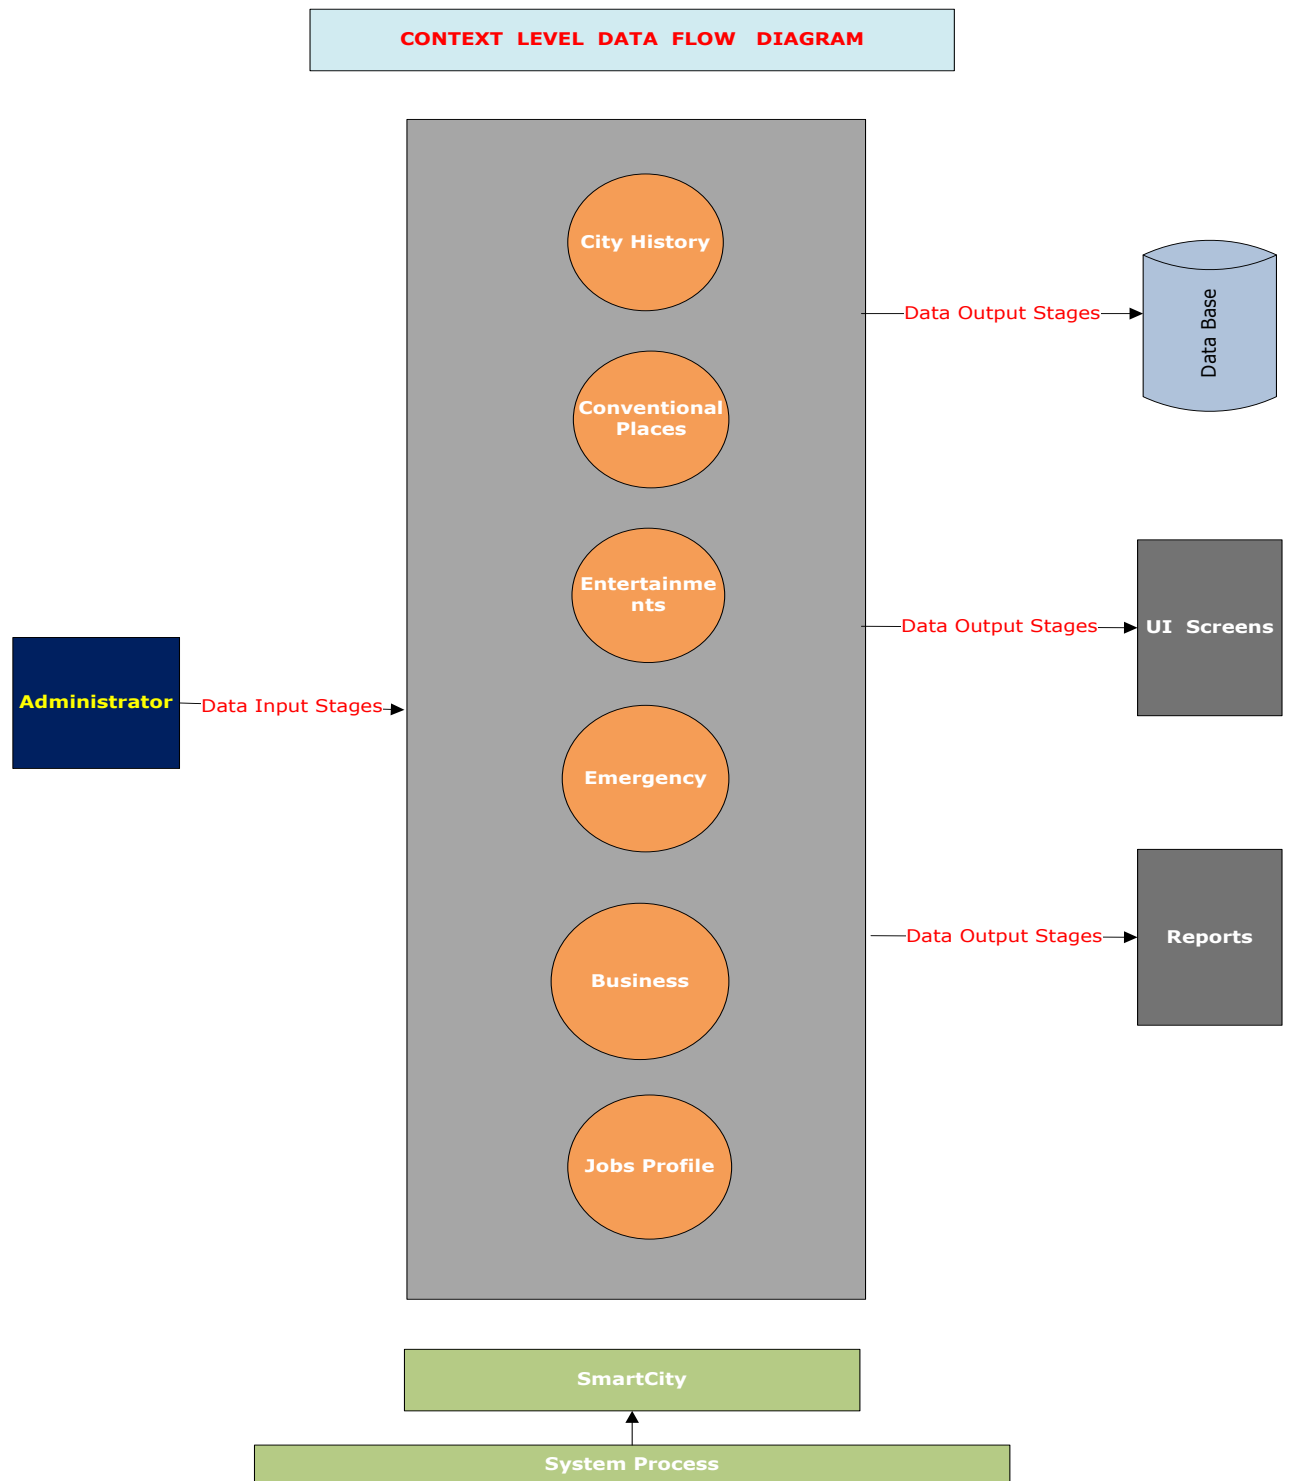 CONTEXT LEVEL DATA FLOW DIAGRAM
City History
Data Output Stages
Data Base
Conventional
Places
Entertainme
nts
Data Output Stages
UI Screens
Administrator
Data Input Stages
Emergency
Data Output Stages
Reports
Business
Jobs Profile
SmartCity
System Process